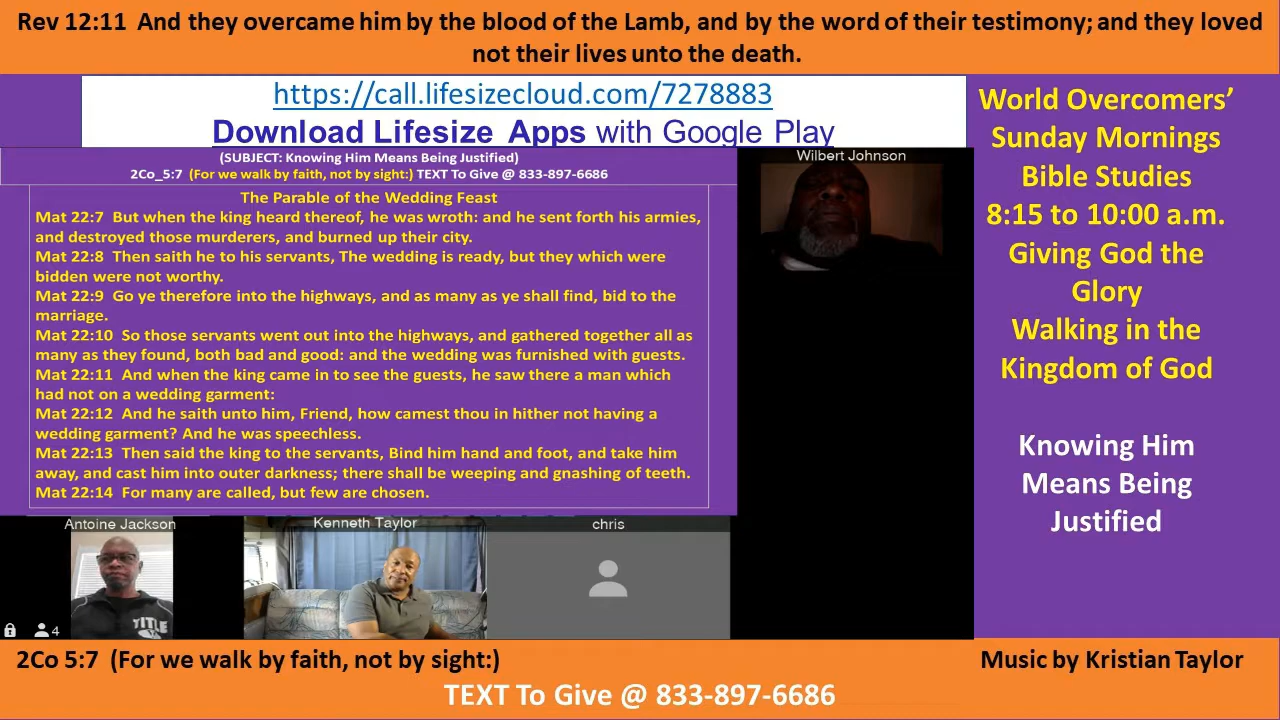 Rev 12:11 And they overcame him by the blood of the Lamb, and by the word of their testimony; and they loved
not their lives unto the death.
https://call.lifesizecloud.com/7278883
Download Lifesize Apps with Google Play
(SUBJECT: Knowing Him Means Being Justified)
2Co_5:7 (For we walk by faith, not by sight:) TEXT To Give @ 833-897-6686
The Parable of the Wedding Feast
Mat 22:7 But when the king heard thereof, he was wroth: and he sent forth his armies,
and destroyed those murderers, and burned up their city.
Mat 22:8 Then saith he to his servants, The wedding is ready, but they which were
bidden were not worthy.
Mat 22:9 Go ye therefore into the highways, and as many as ye shall find, bid to the
marriage.
Mat 22:10 So those servants went out into the highways, and gathered together all as
many as they found, both bad and good: and the wedding was furnished with guests.
Mat 22:11 And when the king came in to see the guests, he saw there a man which
had not on a wedding garment:
Mat 22:12 And he saith unto him, Friend, how camest thou in hither not having a
wedding garment? And he was speechless.
Mat 22:13 Then said the king to the servants, Bind him hand and foot, and take him
away, and cast him into outer darkness; there shall be weeping and gnashing of teeth.
Mat 22:14 For many are called, but few are chosen.
Wilbert Johnson
World Overcomers'
Sunday Mornings
Bible Studies
8:15 to 10:00 a.m.
Giving God the
Glory
Walking in the
Kingdom of God
Knowing Him
Means Being
Justified
Antoine Jackson
Kenneth Taylor
chris
TITLE
4
2Co 5:7 (For we walk by faith, not by sight:)
Music by Kristian Taylor
TEXT To Give @ 833-897-6686